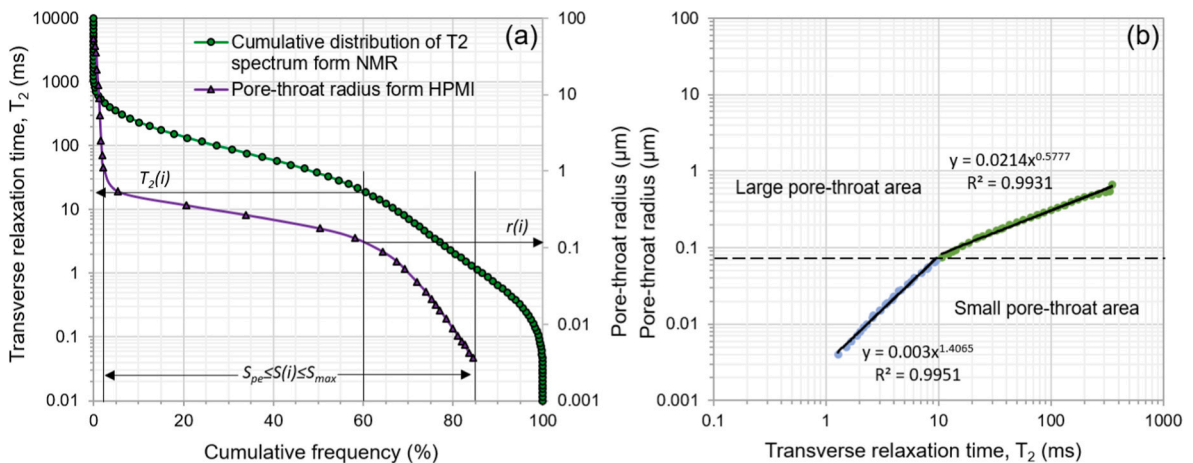 (a)
Cumulative distribution of T2
spectrum form NMR
Pore-throat radius form HPMI
Transverse relaxation time, T₂ (ms)
10000
1000
100
10
1
0.1
0.01
T₂(i)
r(i)
Sₚₑ≤S(i)≤Sₘₐₓ
0
20
40
60
80
100
Cumulative frequency (%)
100
10
1
0.1
0.01
0.001
Pore-throat radius (μm)
(b)
Pore-throat radius (μm)
100
10
1
0.1
0.01
0.001
y = 0.0214x^0.5777
R² = 0.9931
Large pore-throat area
Small pore-throat area
y = 0.003x^1.4065
R² = 0.9951
0.1
1
10
100
1000
Transverse relaxation time, T₂ (ms)